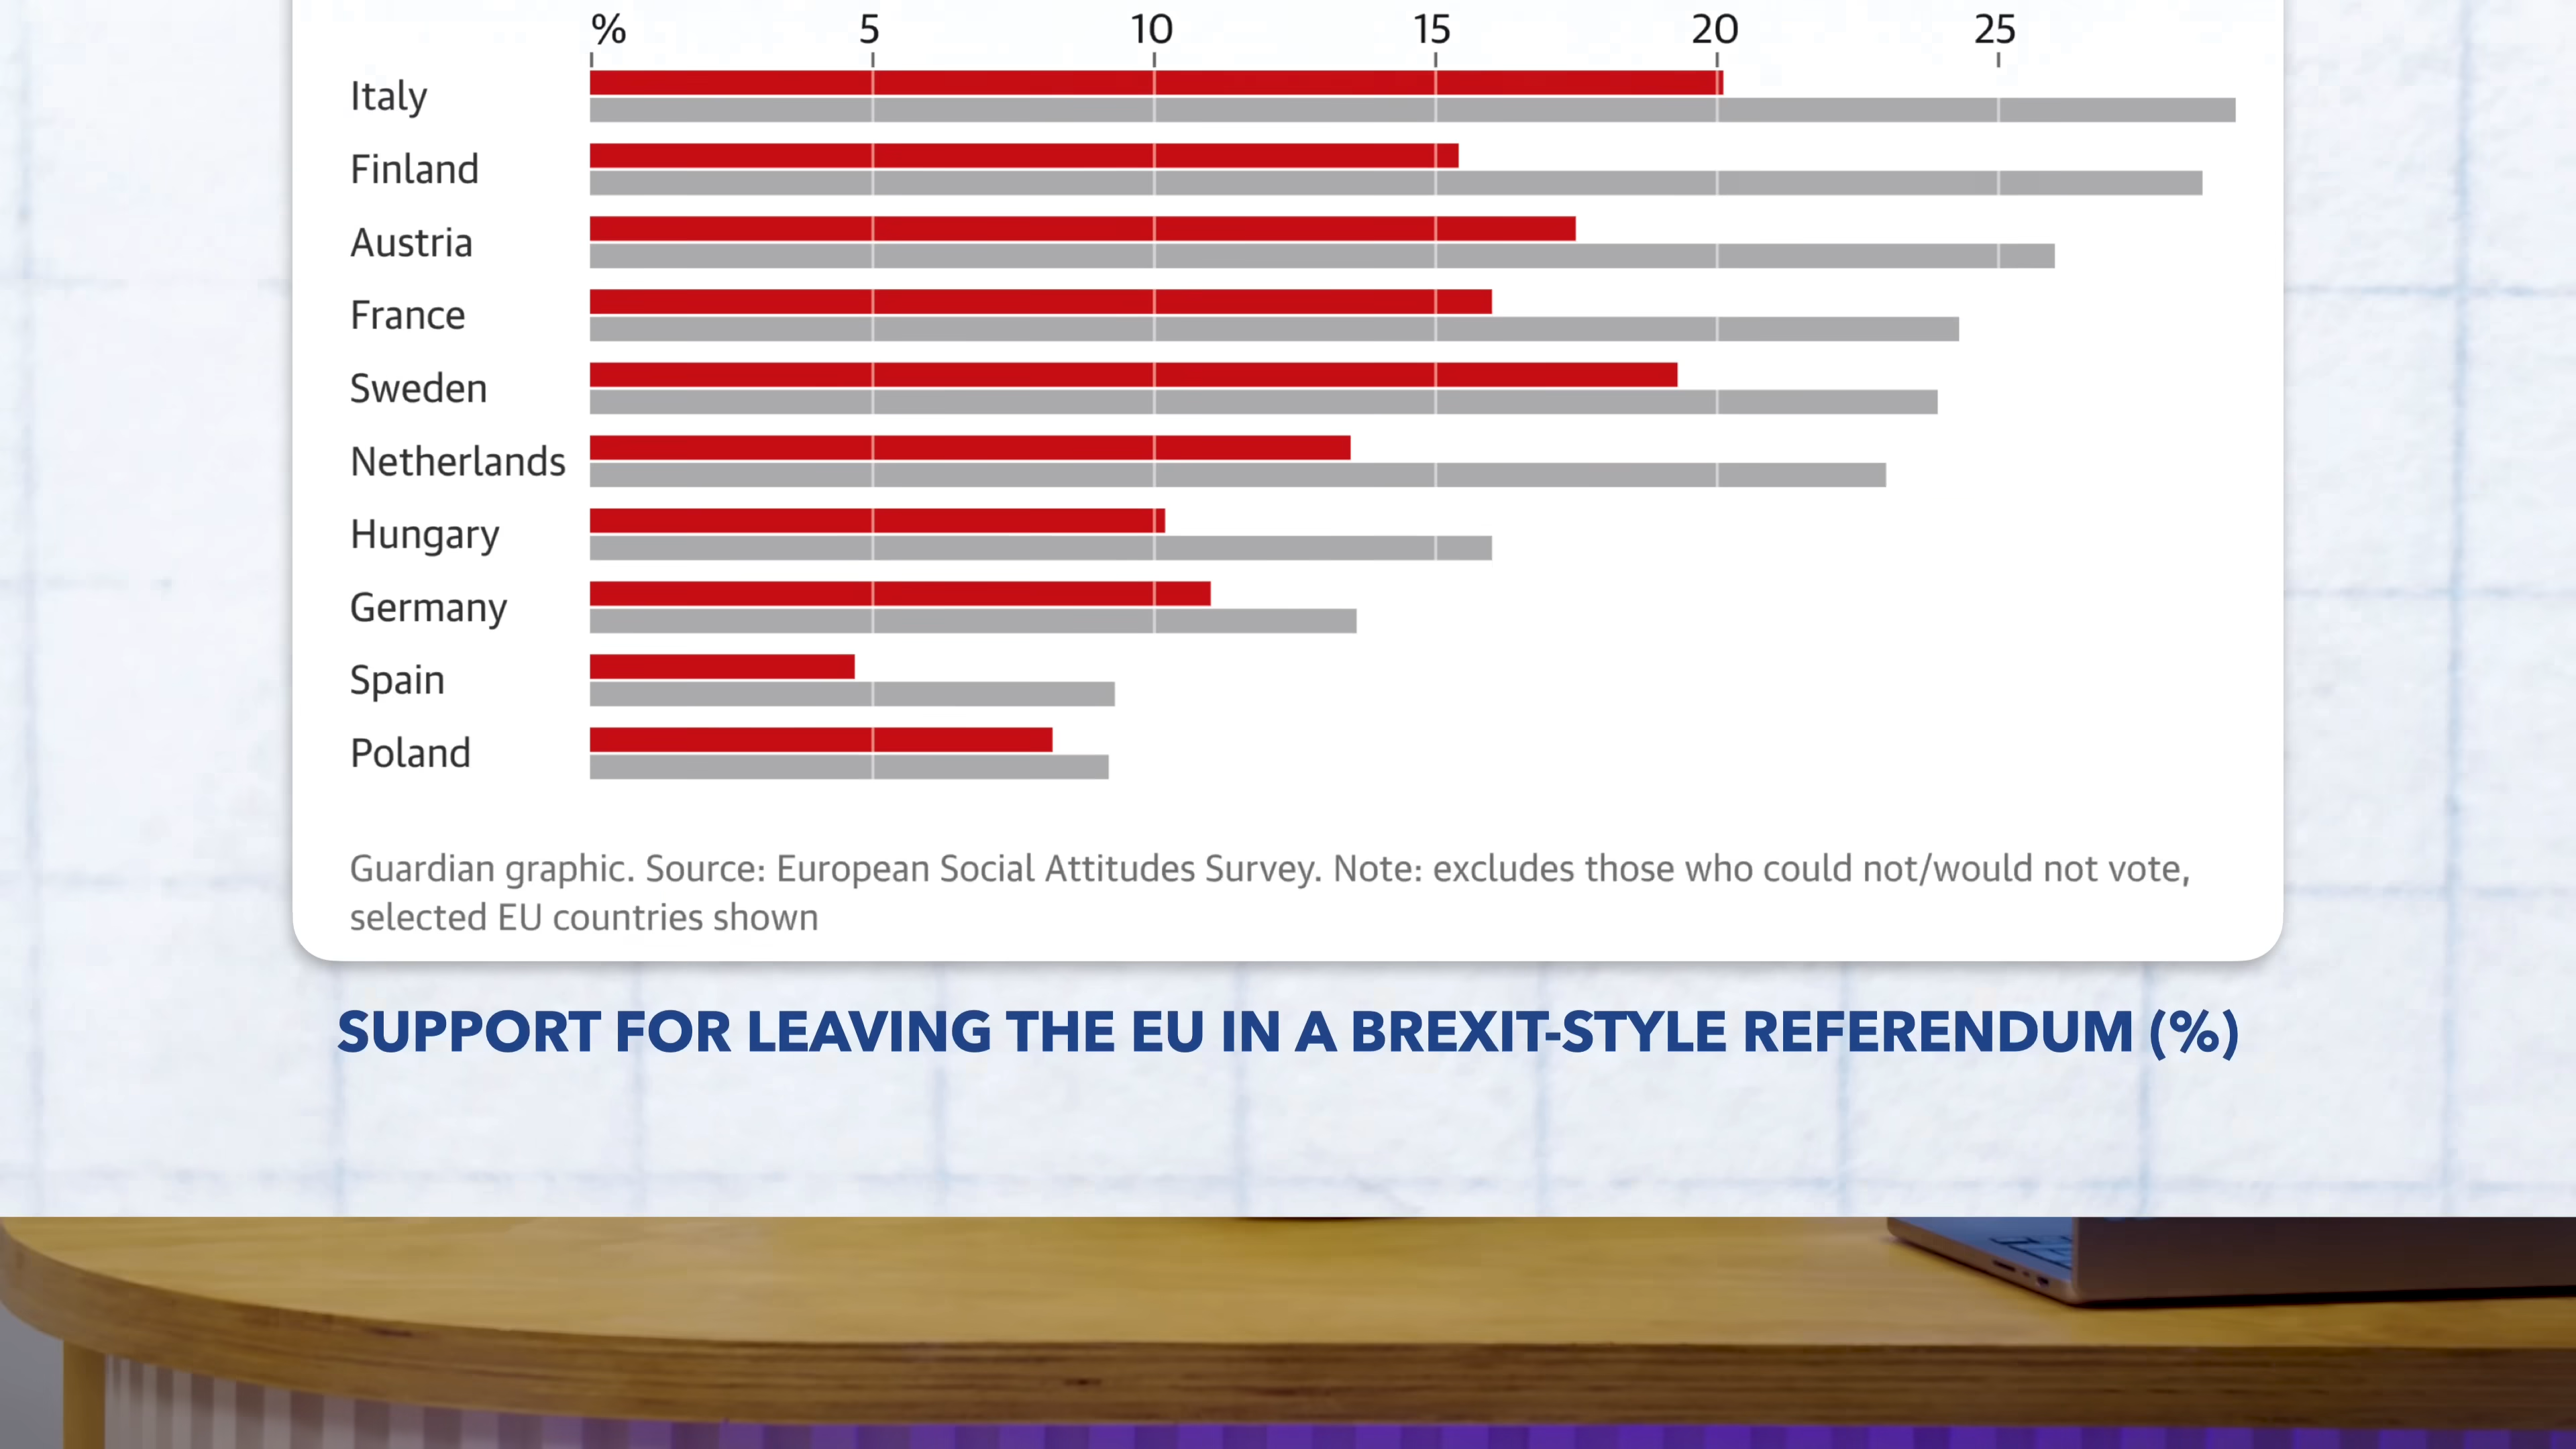 % 5 10 15 20 25
Italy
Finland
Austria
France
Sweden
Netherlands
Hungary
Germany
Spain
Poland
Guardian graphic. Source: European Social Attitudes Survey. Note: excludes those who could not/would not vote,
selected EU countries shown
SUPPORT FOR LEAVING THE EU IN A BREXIT-STYLE REFERENDUM (%)